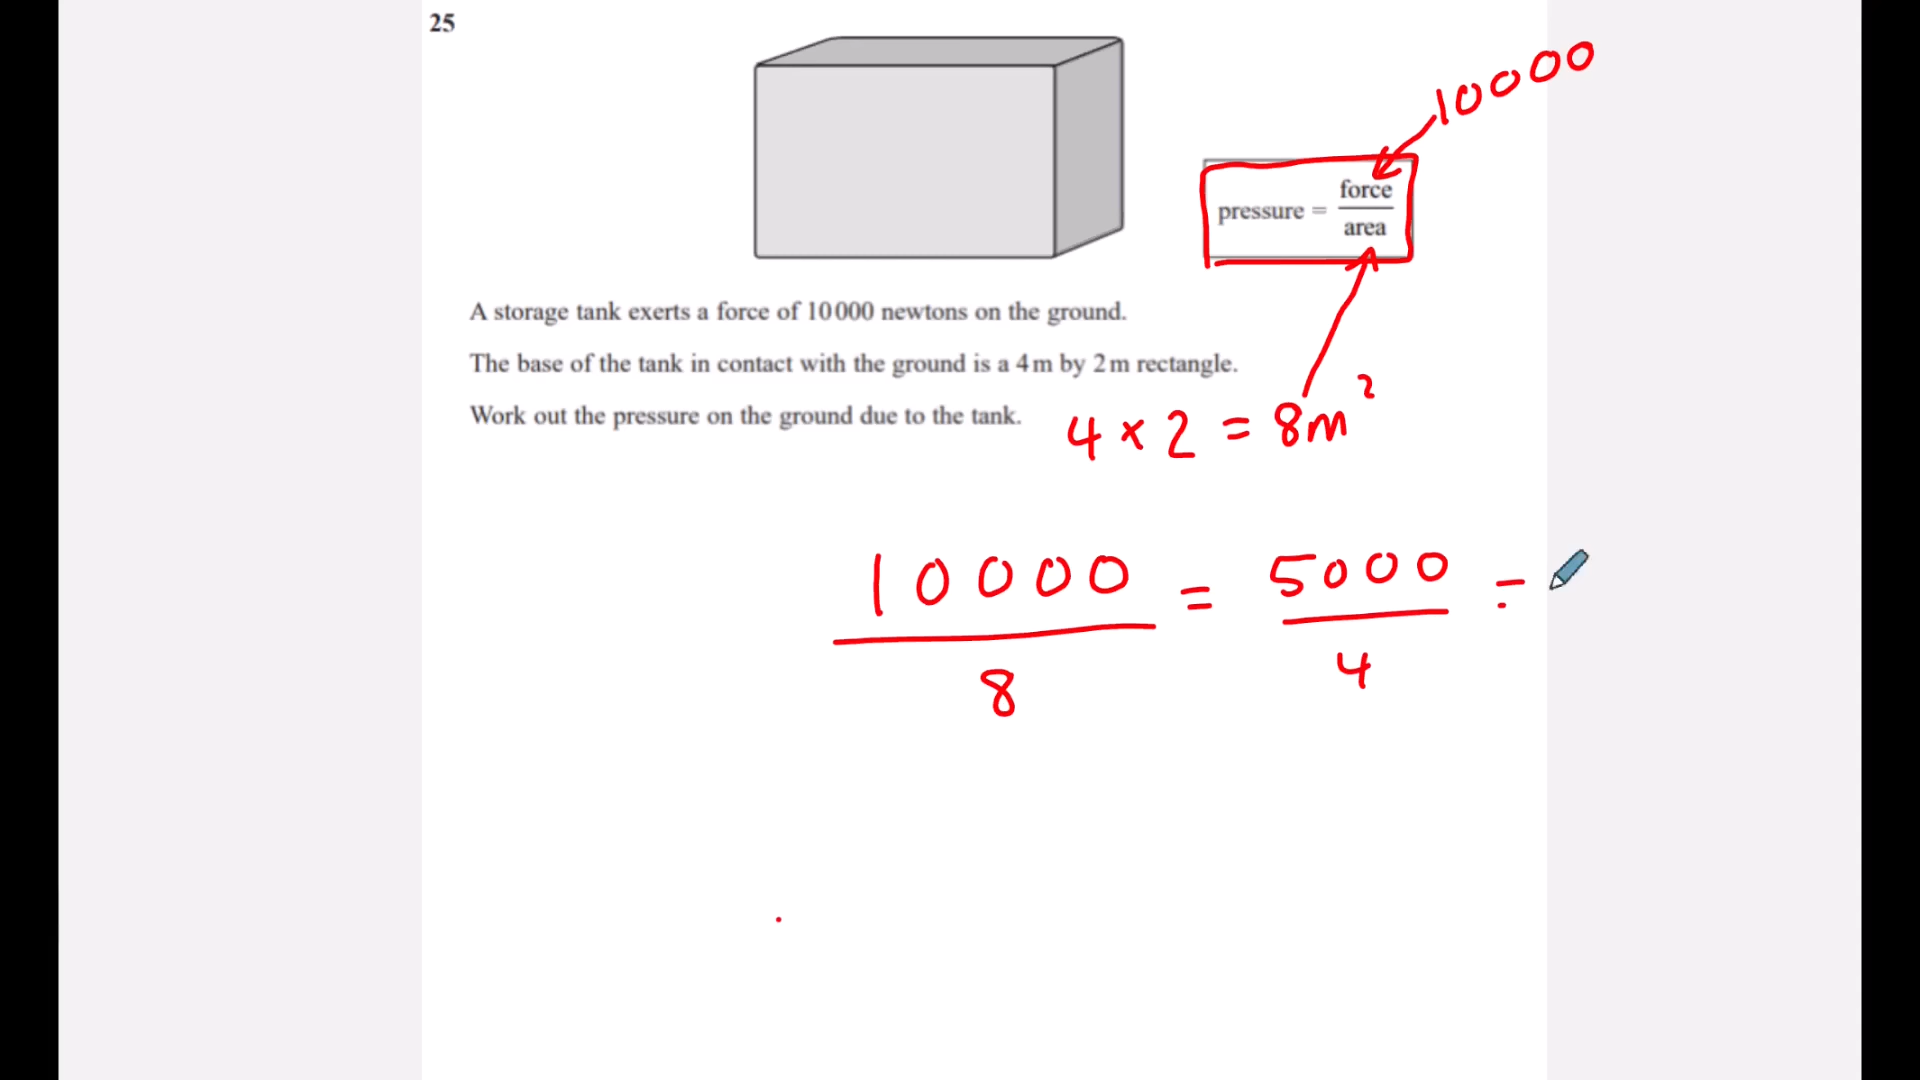 25
10000
pressure = force / area
A storage tank exerts a force of 10 000 newtons on the ground.
The base of the tank in contact with the ground is a 4 m by 2 m rectangle.
Work out the pressure on the ground due to the tank.
4 × 2 = 8m²
10000 / 8 = 5000 / 4 =